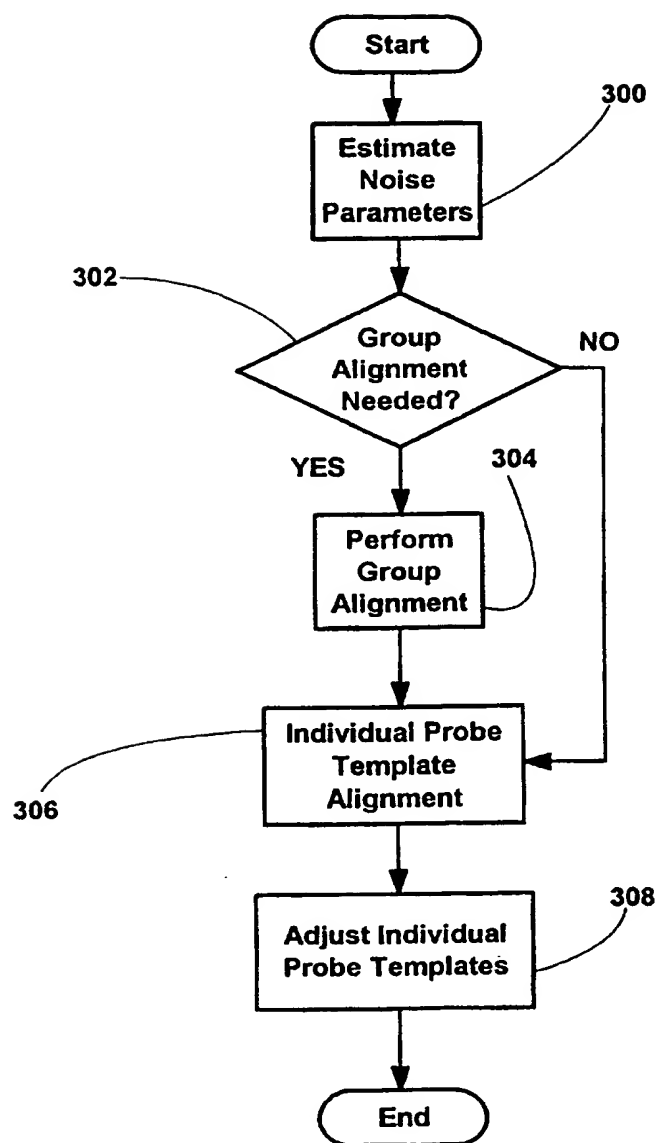 Start
300
Estimate
Noise
Parameters
302
Group
Alignment
Needed?
NO
YES
304
Perform
Group
Alignment
Individual Probe
Template
Alignment
306
308
Adjust Individual
Probe Templates
End